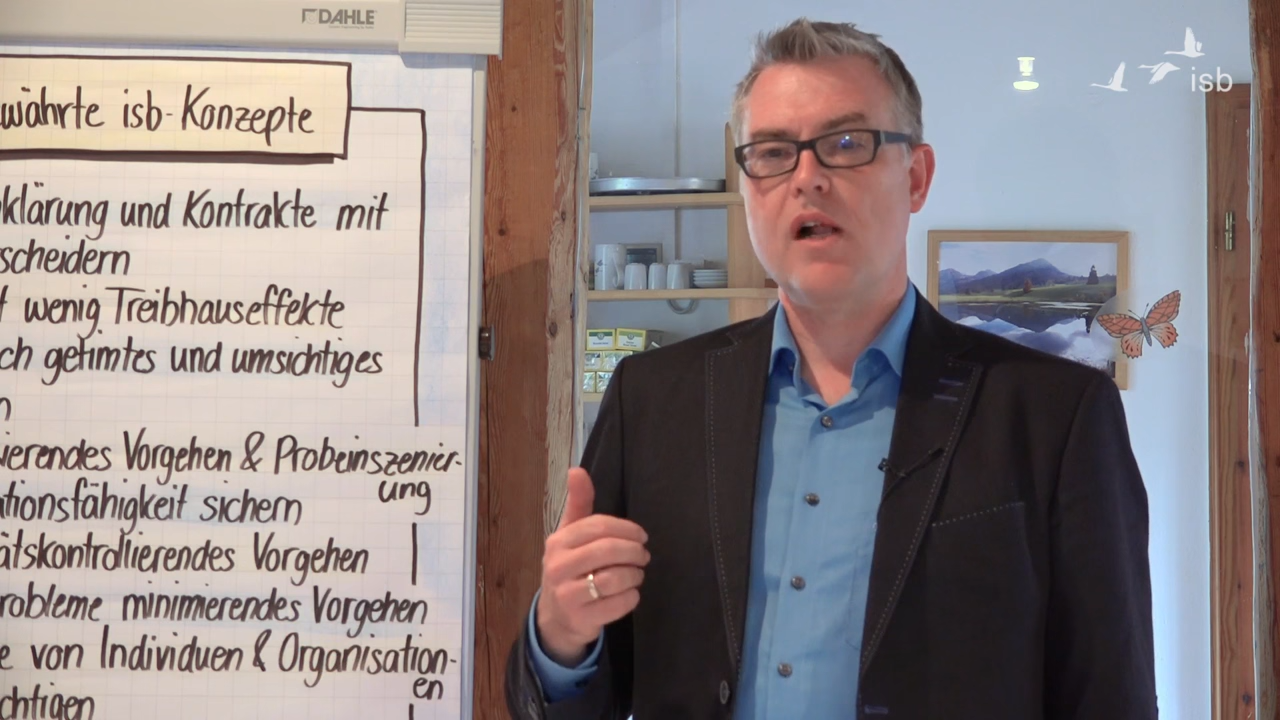 DAHLE
isb
währte isb-Konzepte
klärung und Kontrakte mit
scheidern
wenig Treibhauseffekte
ch getimtes und umsichtiges
n
ierendes Vorgehen & Probeinszenier-
ung
ationsfähigkeit sichern
ätskontrollierendes Vorgehen
robleme minimierendes Vorgehen
e von Individuen & Organisation-
en
chtigen